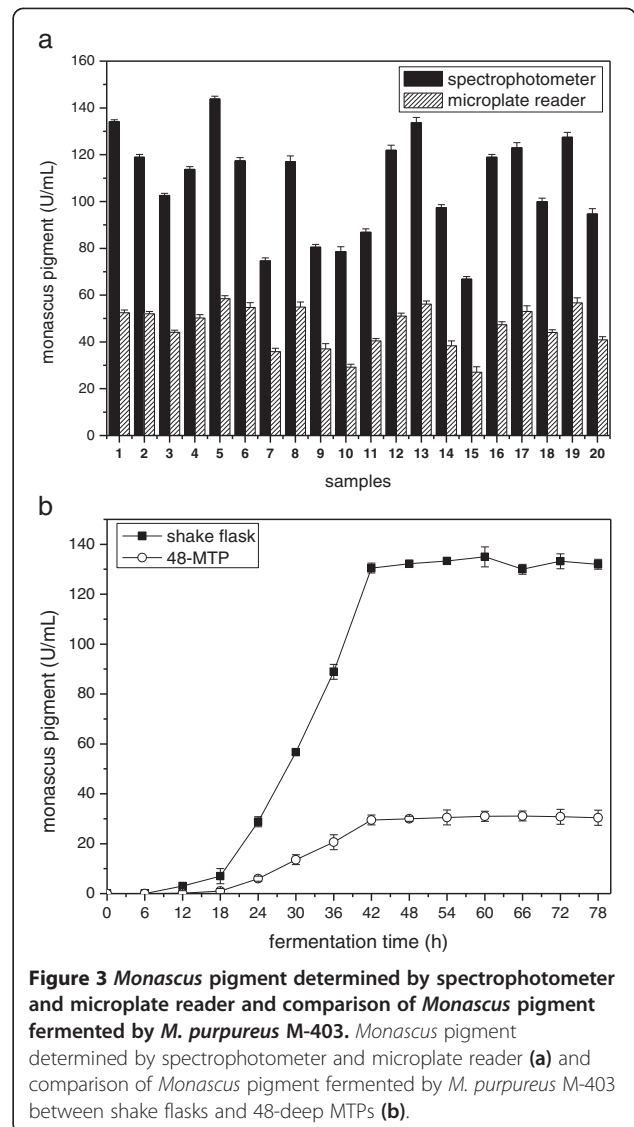 a
160
140
120
100
80
60
40
20
0
monascus pigment (U/mL)
spectrophotometer
microplate reader
1 2 3 4 5 6 7 8 9 10 11 12 13 14 15 16 17 18 19 20
samples
b
140
120
100
80
60
40
20
0
monascus pigment (U/mL)
shake flask
48-MTP
0 6 12 18 24 30 36 42 48 54 60 66 72 78
fermentation time (h)
Figure 3 Monascus pigment determined by spectrophotometer
and microplate reader and comparison of Monascus pigment
fermented by M. purpureus M-403. Monascus pigment
determined by spectrophotometer and microplate reader (a) and
comparison of Monascus pigment fermented by M. purpureus M-403
between shake flasks and 48-deep MTPs (b).